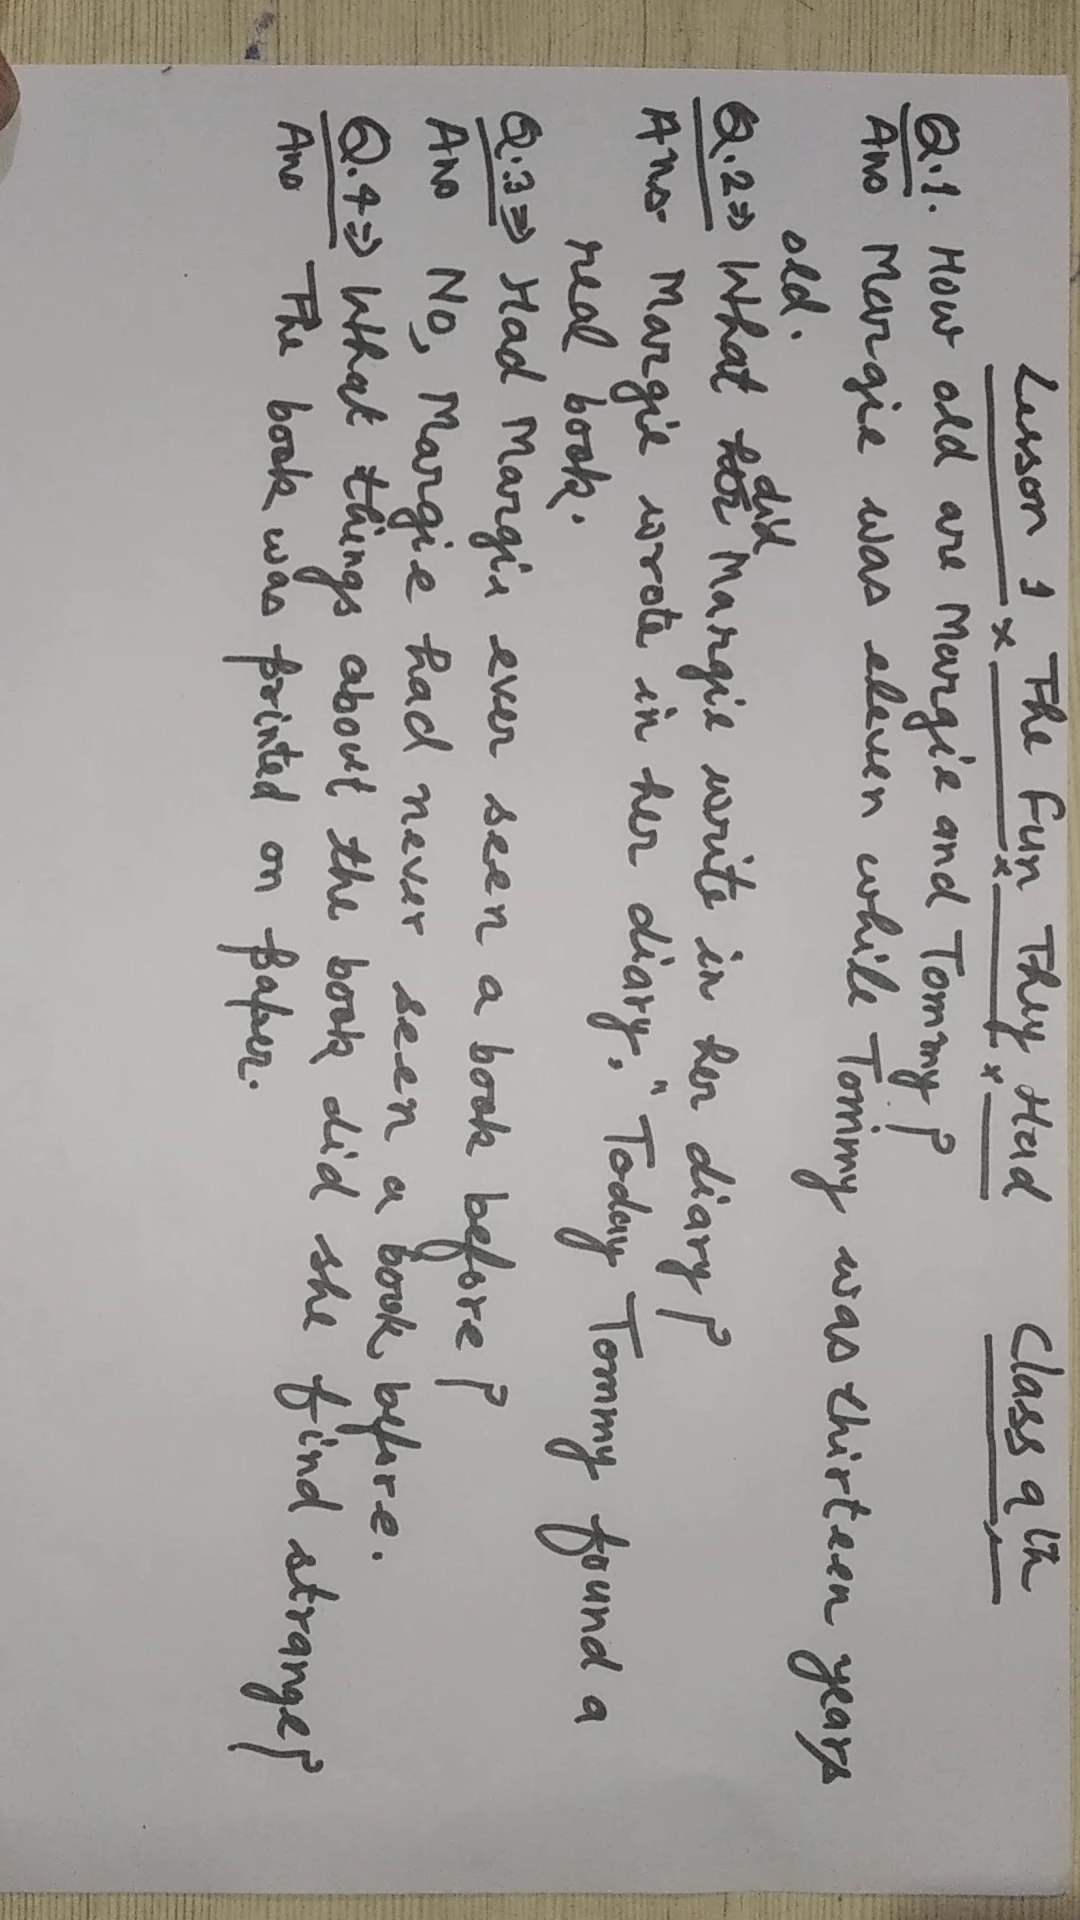 Lesson 1 The Fun They Had Class 9th
Q.1. How old are Margie and Tommy?
Ans Margie was eleven while Tommy was thirteen years
old.
Q.2⇒ What did Margie write in her diary?
Ans. Margie wrote in her diary, "Today Tommy found a
real book.
Q.3⇒ Had Margie ever seen a book before?
Ans No, Margie had never seen a book before.
Q.4⇒ What things about the book did she find strange?
Ans The book was printed on paper.